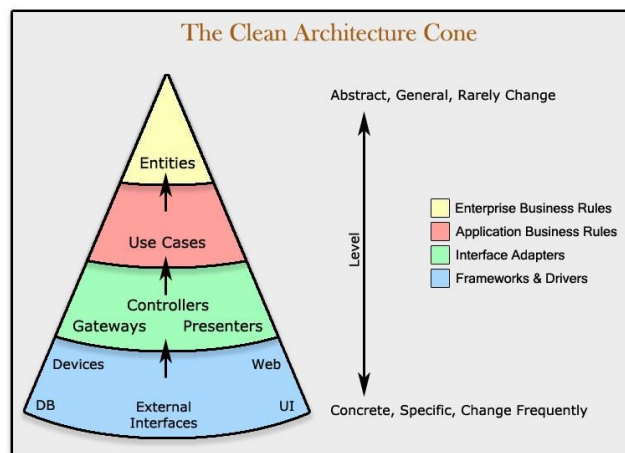 The Clean Architecture Cone
Abstract, General, Rarely Change
Entities
Enterprise Business Rules
Application Business Rules
Interface Adapters
Frameworks & Drivers
Level
Use Cases
Controllers
Gateways Presenters
Devices Web
DB UI
External
Interfaces
Concrete, Specific, Change Frequently